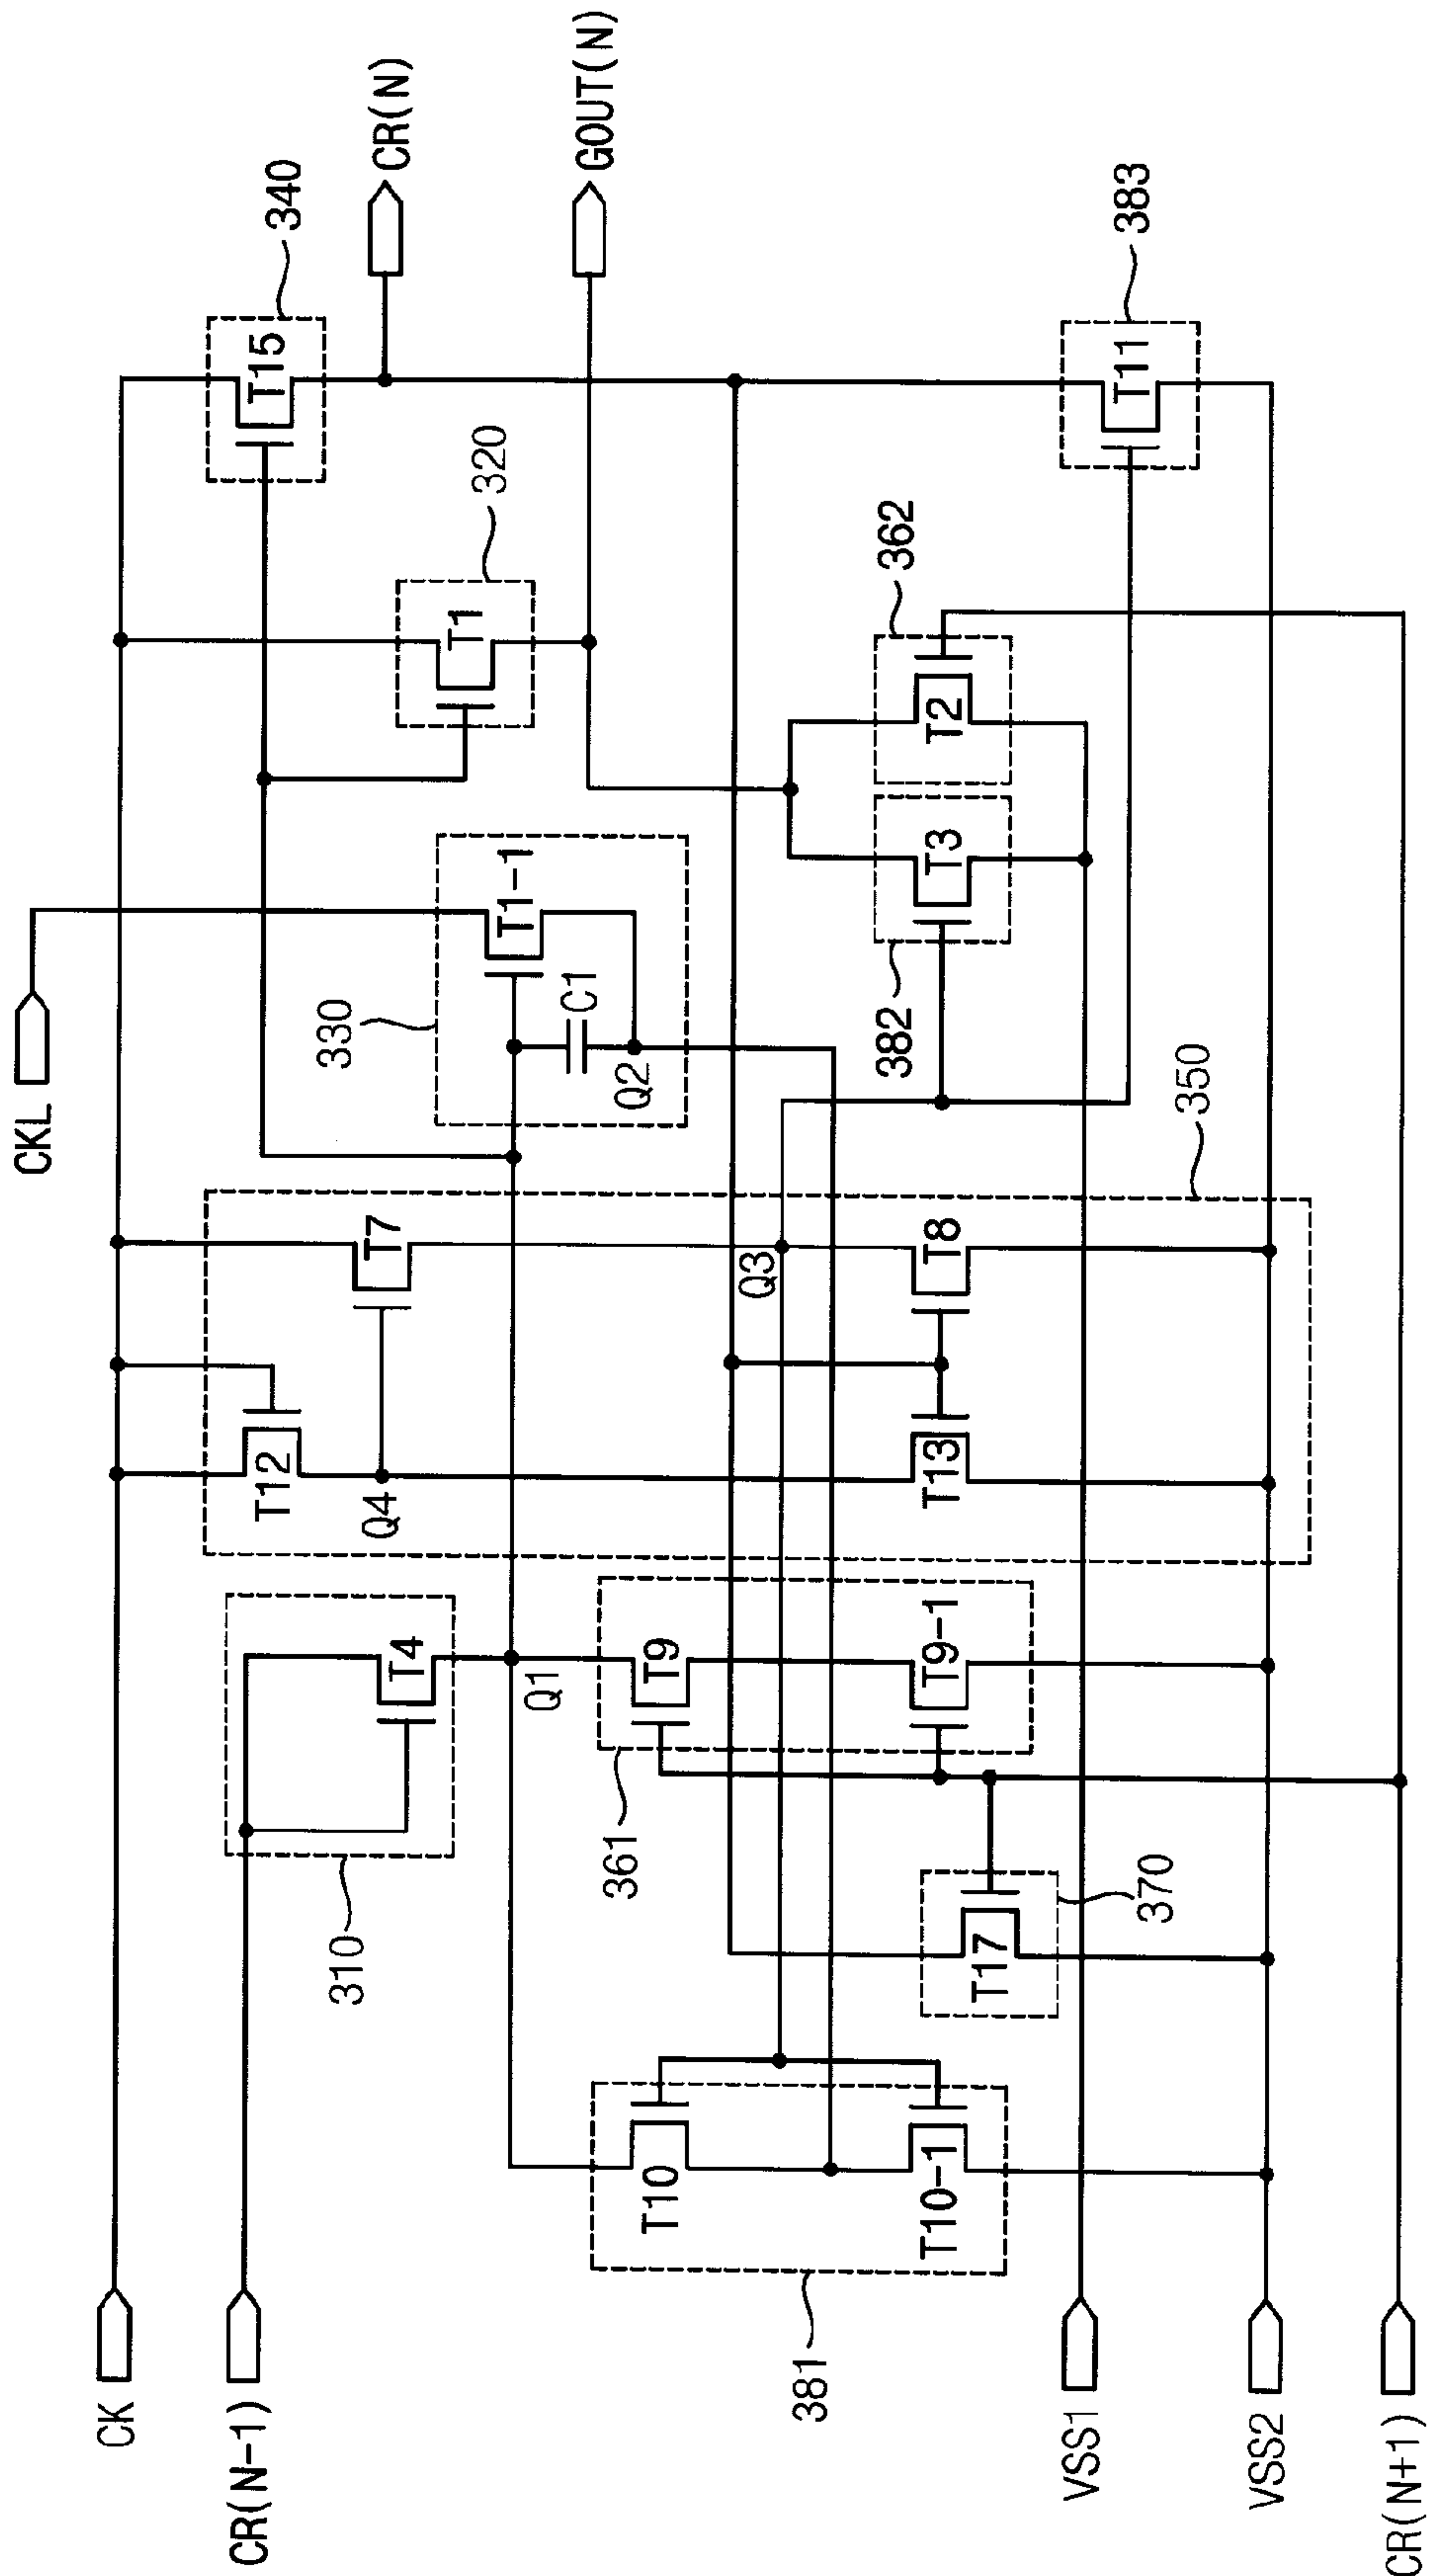 CK
CR(N-1)
VSS1
VSS2
CR(N+1)
CKL
CR(N)
GOUT(N)
310
T4
Q1
361
T9
T9-1
381
T10
T10-1
370
T17
350
T12
Q4
T7
Q3
T13
T8
330
T1-1
C1
Q2
320
T1
340
T15
382
T3
362
T2
383
T11